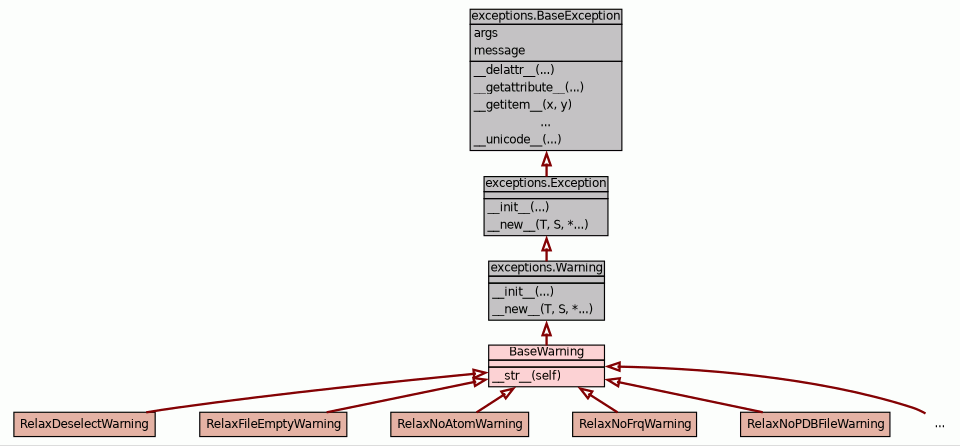 exceptions.BaseException
args
message
__delattr__(...)
__getattribute__(...)
__getitem__(x, y)
...
__unicode__(...)
exceptions.Exception
__init__(...)
__new__(T, S, *...)
exceptions.Warning
__init__(...)
__new__(T, S, *...)
BaseWarning
__str__(self)
RelaxDeselectWarning
RelaxFileEmptyWarning
RelaxNoAtomWarning
RelaxNoFrqWarning
RelaxNoPDBFileWarning
...